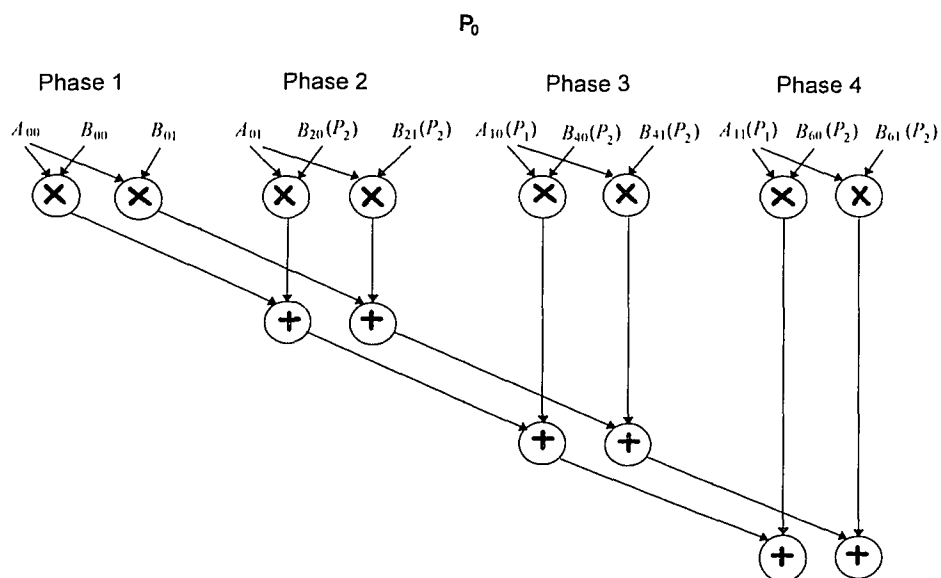 P₀
Phase 1 Phase 2 Phase 3 Phase 4
A₀₀ B₀₀ B₀₁ A₀₁ B₂₀(P₂) B₂₁(P₂) A₁₀(P₁) B₄₀(P₂) B₄₁(P₂) A₁₁(P₁) B₆₀(P₂) B₆₁(P₂)
× × × × × × × ×
+ +
+ +
+ +